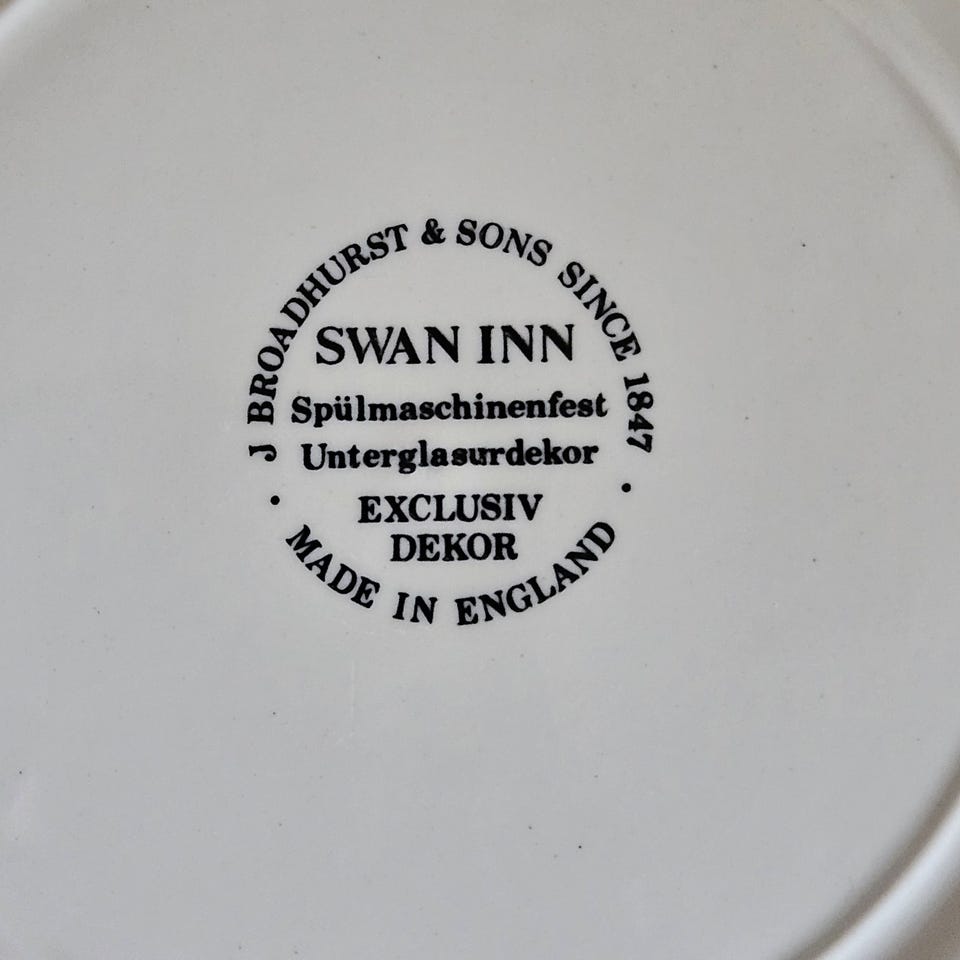 J BROADHURST & SONS SINCE 1847
SWAN INN
Spülmaschinenfest
Unterglasurdekor
EXCLUSIV
DEKOR
• MADE IN ENGLAND •